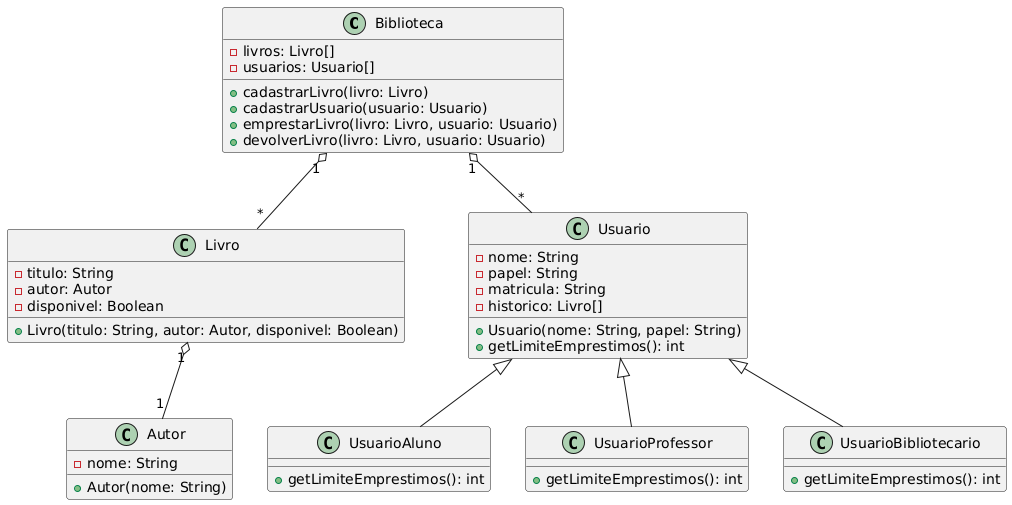 C Biblioteca
livros: Livro[]
usuarios: Usuario[]
cadastrarLivro(livro: Livro)
cadastrarUsuario(usuario: Usuario)
emprestarLivro(livro: Livro, usuario: Usuario)
devolverLivro(livro: Livro, usuario: Usuario)
1
1
*
*
C Livro
titulo: String
autor: Autor
disponivel: Boolean
Livro(titulo: String, autor: Autor, disponivel: Boolean)
C Usuario
nome: String
papel: String
matricula: String
historico: Livro[]
Usuario(nome: String, papel: String)
getLimiteEmprestimos(): int
1
1
C Autor
nome: String
Autor(nome: String)
C UsuarioAluno
getLimiteEmprestimos(): int
C UsuarioProfessor
getLimiteEmprestimos(): int
C UsuarioBibliotecario
getLimiteEmprestimos(): int